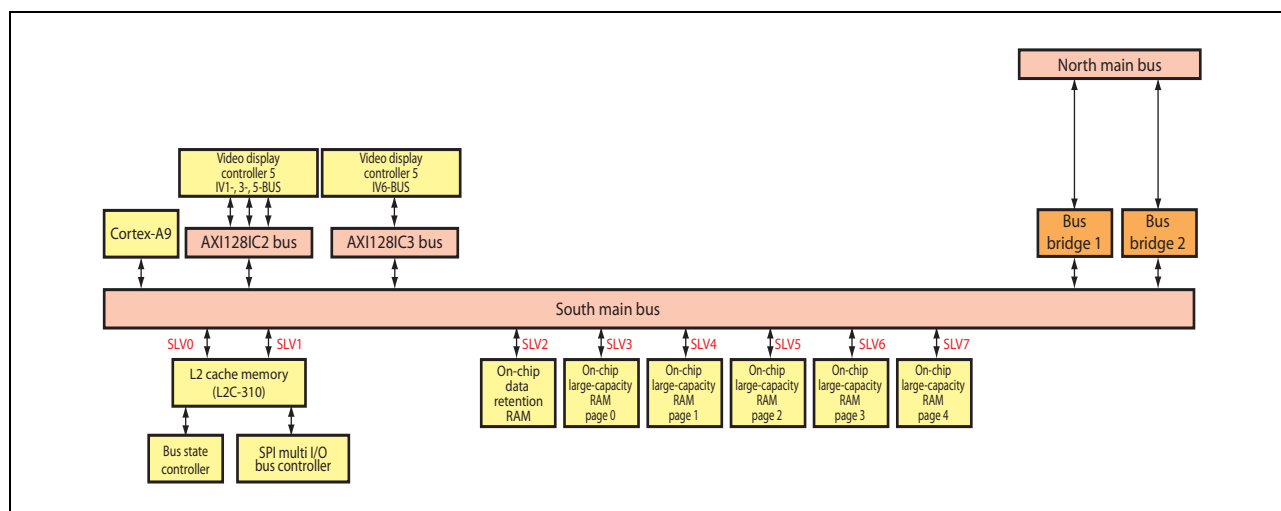 North main bus
Video display
controller 5
IV1-, 3-, 5-BUS
Video display
controller 5
IV6-BUS
Cortex-A9
AXI128IC2 bus
AXI128IC3 bus
Bus
bridge 1
Bus
bridge 2
South main bus
SLV0
SLV1
SLV2
SLV3
SLV4
SLV5
SLV6
SLV7
L2 cache memory
(L2C-310)
On-chip
data
retention
RAM
On-chip
large-capacity
RAM
page 0
On-chip
large-capacity
RAM
page 1
On-chip
large-capacity
RAM
page 2
On-chip
large-capacity
RAM
page 3
On-chip
large-capacity
RAM
page 4
Bus state
controller
SPI multi I/O
bus controller